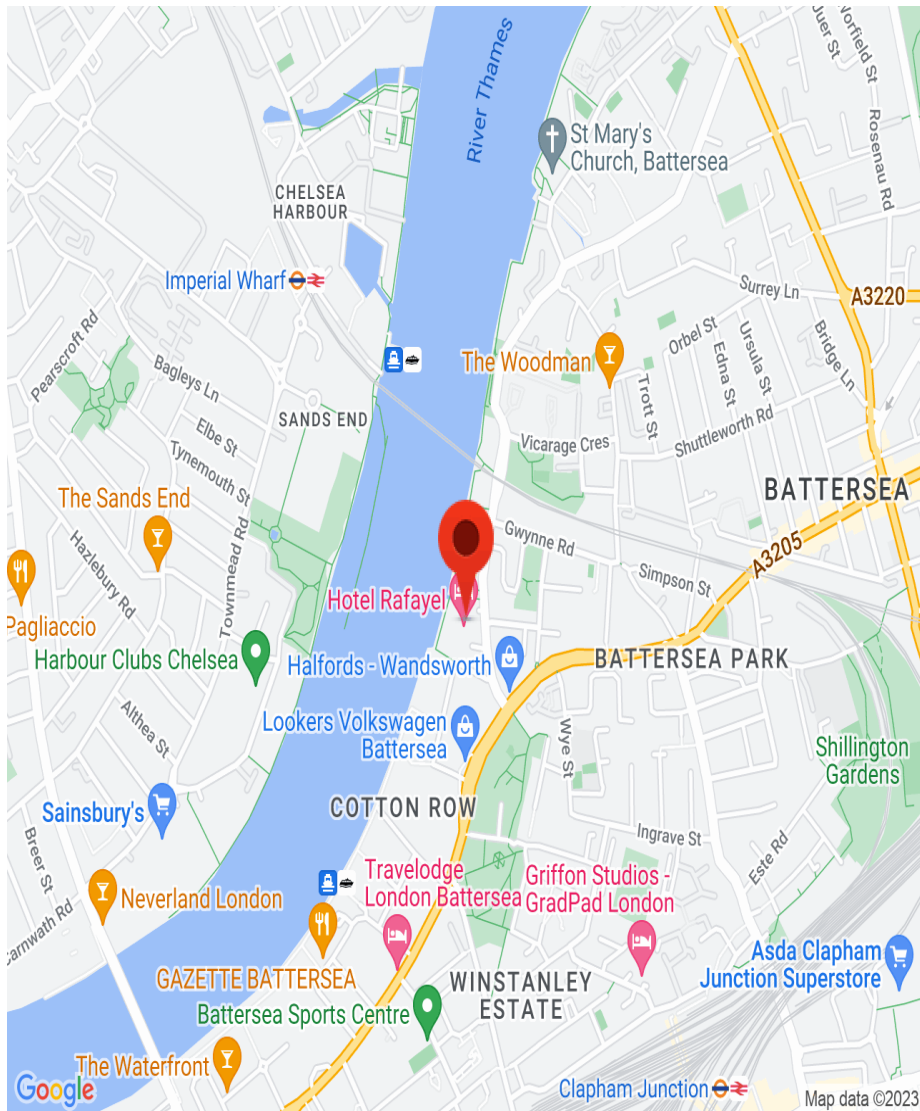 River Thames
Norfield St
Rosenau Rd
St Mary's
Church, Battersea
CHELSEA
HARBOUR
Imperial Wharf
Surrey Ln
A3220
Pearscroft Rd
Orbel St
Ursula St
Edna St
Bridge Ln
The Woodman
Bagleys Ln
Trott St
Shuttleworth Rd
SANDS END
Elbe St
Vicarage Cres
Tynemouth St
BATTERSEA
The Sands End
Townmead Rd
Gwynne Rd
A3205
Hazlebury Rd
Simpson St
Hotel Rafayel
Pagliaccio
Harbour Clubs Chelsea
Halfords - Wandsworth
BATTERSEA PARK
Althea St
Lookers Volkswagen
Battersea
Wye St
Shillington
Gardens
Sainsbury's
COTTON ROW
Ingrave St
Breer St
Este Rd
Travelodge
London Battersea
Griffon Studios -
GradPad London
Neverland London
Carnwath Rd
Asda Clapham
Junction Superstore
GAZETTE BATTERSEA
WINSTANLEY
ESTATE
Battersea Sports Centre
The Waterfront
Google
Clapham Junction
Map data ©2023